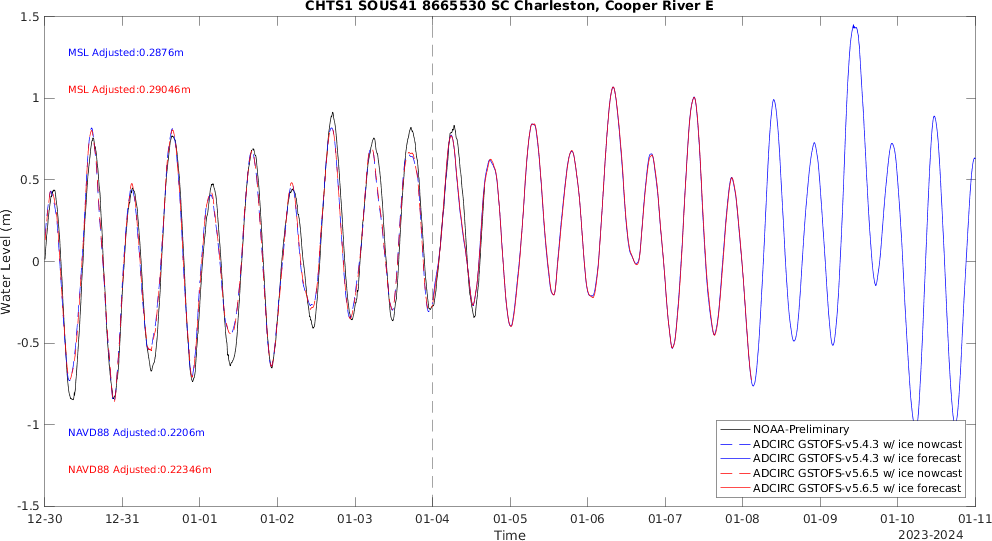 CHTS1 SOUS41 8665530 SC Charleston, Cooper River E
1.5
1
0.5
0
-0.5
-1
-1.5
Water Level (m)
MSL Adjusted:0.2876m
MSL Adjusted:0.29046m
NAVD88 Adjusted:0.2206m
NAVD88 Adjusted:0.22346m
NOAA-Preliminary
ADCIRC GSTOFS-v5.4.3 w/ ice nowcast
ADCIRC GSTOFS-v5.4.3 w/ ice forecast
ADCIRC GSTOFS-v5.6.5 w/ ice nowcast
ADCIRC GSTOFS-v5.6.5 w/ ice forecast
12-30 12-31 01-01 01-02 01-03 01-04 01-05 01-06 01-07 01-08 01-09 01-10 01-11
Time
2023-2024